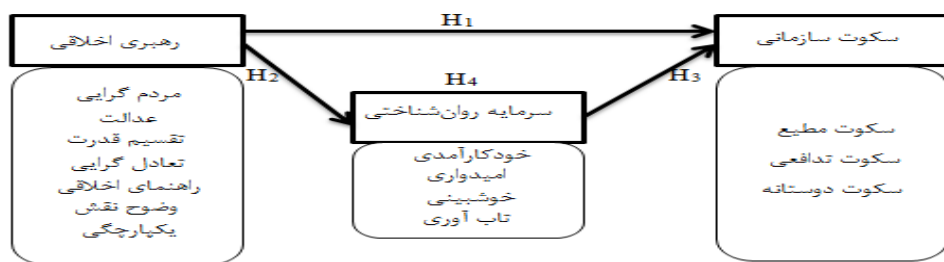 H1
رهبری اخلاقی
سکوت سازمانی
H2
H4
H3
سرمایه روان‌شناختی
مردم گرایی
عدالت
تقسیم قدرت
تعادل گرایی
راهنمای اخلاقی
وضوح نقش
یکپارچگی
خودکارآمدی
امیدواری
خوشبینی
تاب آوری
سکوت مطیع
سکوت تدافعی
سکوت دوستانه